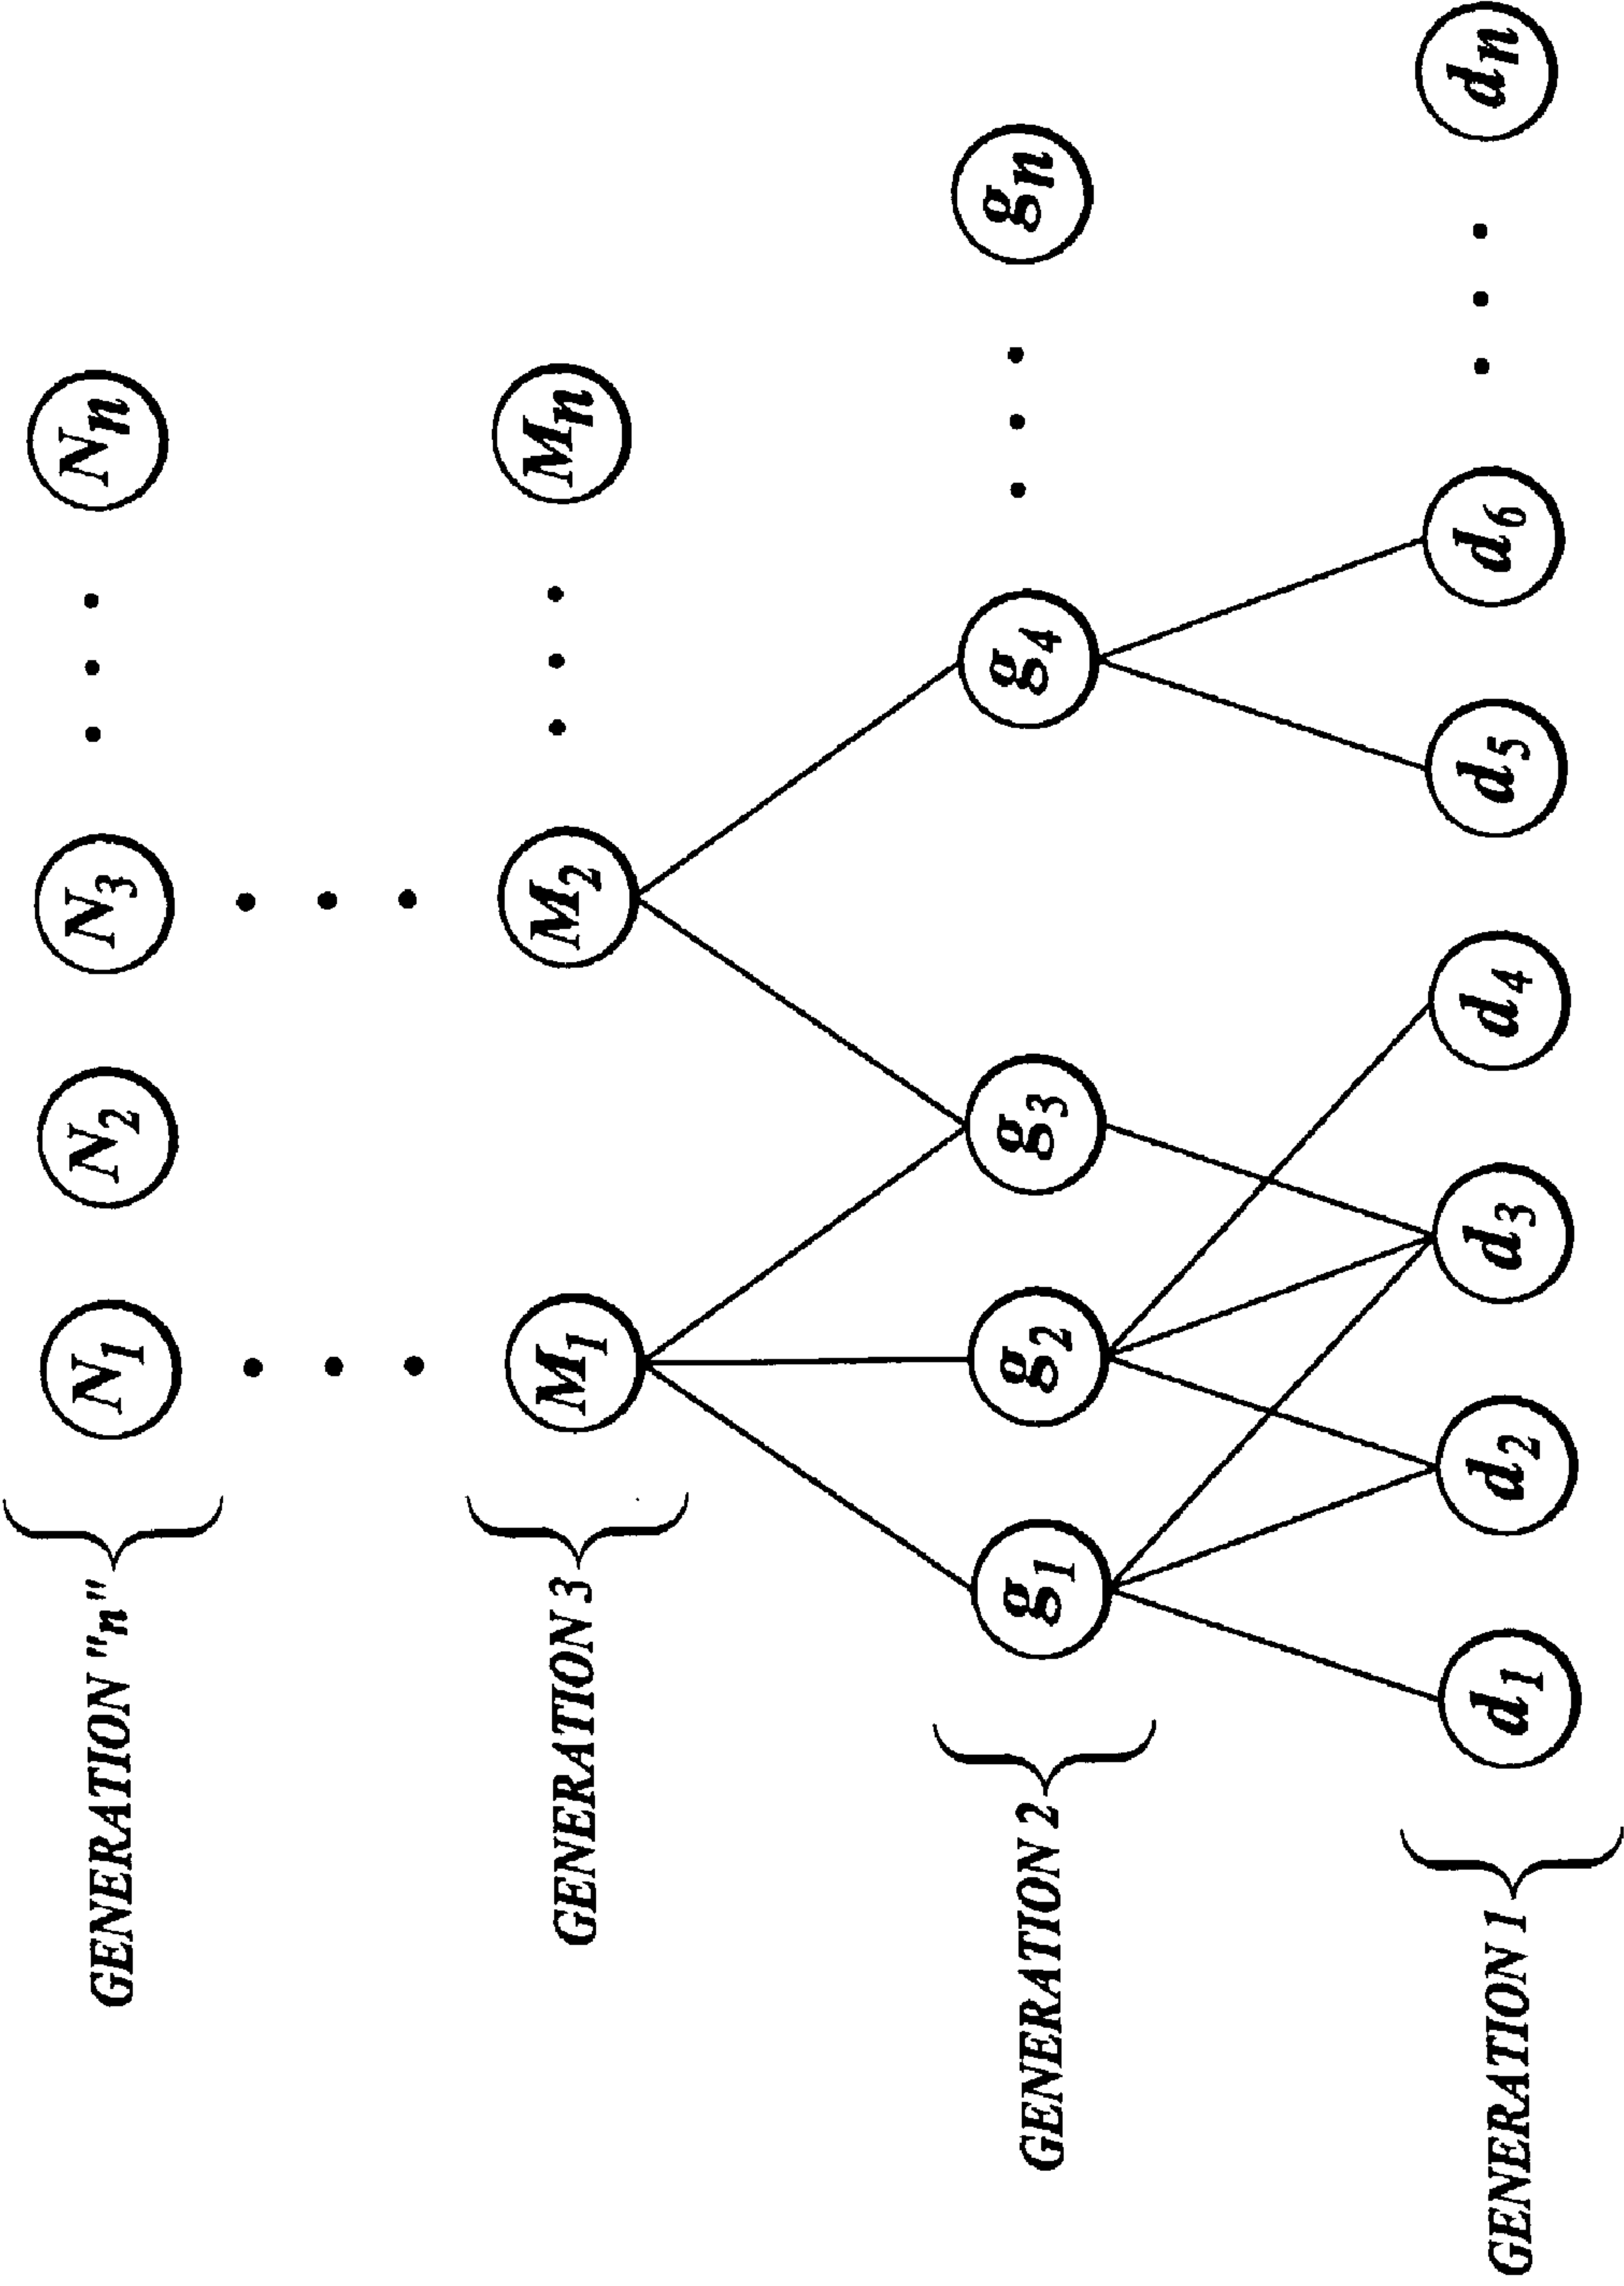 GENERATION "n"
N1 N2 N3 . . . Nn
GENERATION 3
M1 M2 . . . Mn
GENERATION 2
g1 g2 g3 g4 . . . gn
GENERATION 1
d1 d2 d3 d4 d5 d6 . . . dn